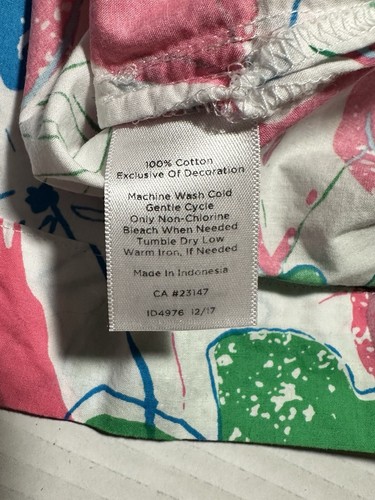 100% Cotton
Exclusive Of Decoration
Machine Wash Cold
Gentle Cycle
Only Non-Chlorine
Bleach When Needed
Tumble Dry Low
Warm Iron, If Needed
Made In Indonesia
CA #23147
ID4976 12/17